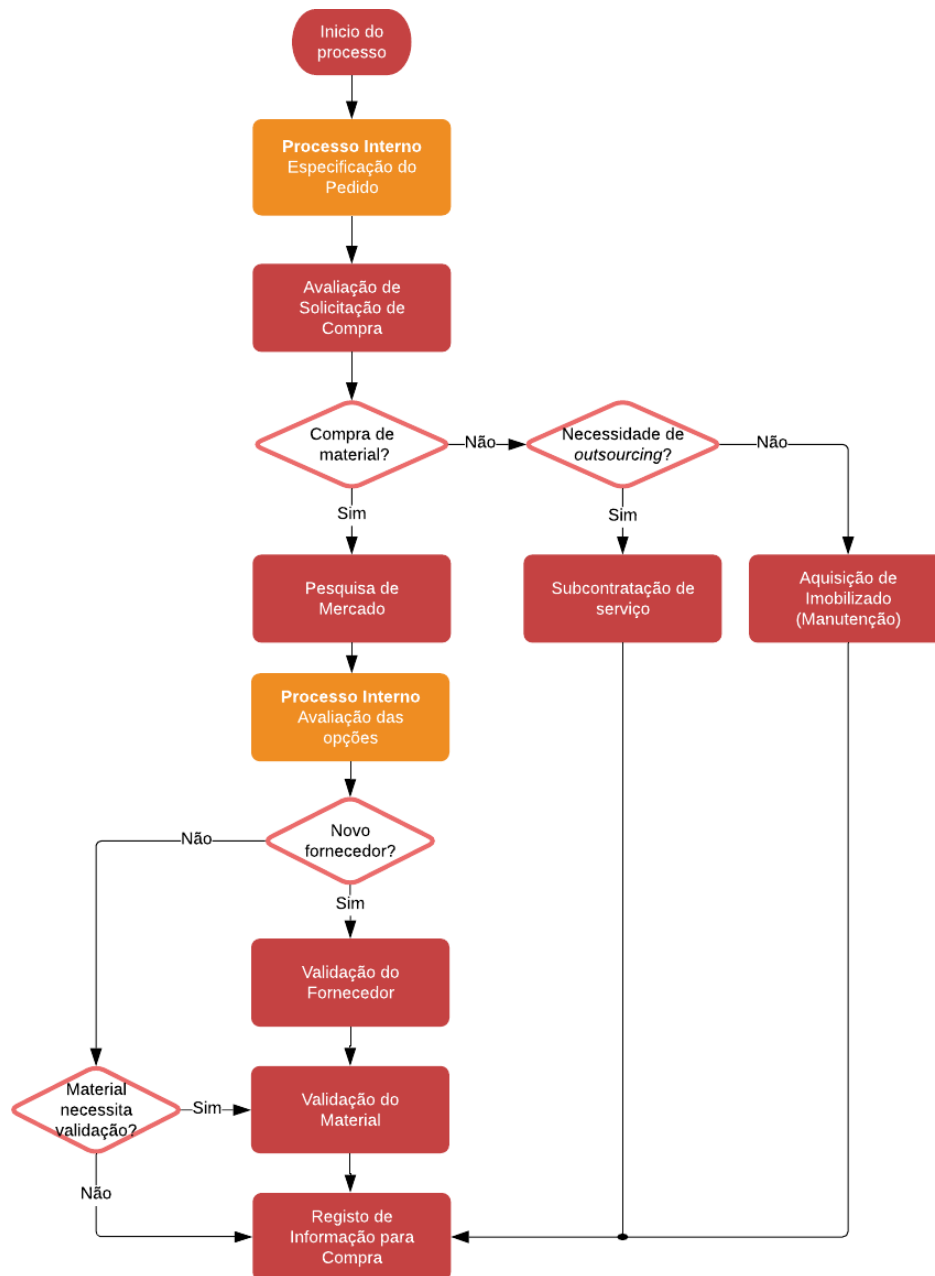 Inicio do
processo
Processo Interno
Especificação do
Pedido
Avaliação de
Solicitação de
Compra
Compra de
material?
Não
Necessidade de
outsourcing?
Não
Sim
Sim
Pesquisa de
Mercado
Subcontratação de
serviço
Aquisição de
Imobilizado
(Manutenção)
Processo Interno
Avaliação das
opções
Não
Novo
fornecedor?
Sim
Validação do
Fornecedor
Material
necessita
validação?
Sim
Validação do
Material
Não
Registo de
Informação para
Compra